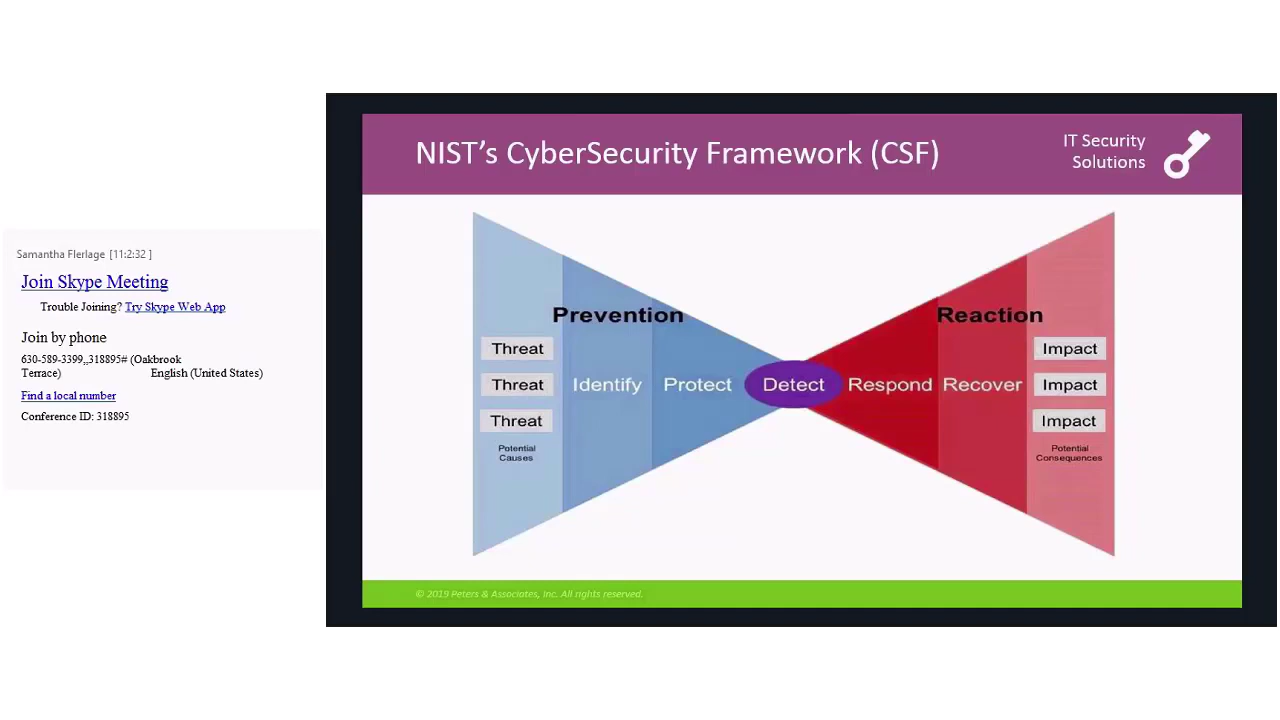 Samantha Flerlage [11:2:32 ]
Join Skype Meeting
Trouble Joining? Try Skype Web App
Join by phone
630-589-3399,,318895# (Oakbrook
Terrace) English (United States)
Find a local number
Conference ID: 318895
NIST's CyberSecurity Framework (CSF)
IT Security
Solutions
Prevention
Reaction
Threat
Threat
Threat
Potential
Causes
Identify
Protect
Detect
Respond
Recover
Impact
Impact
Impact
Potential
Consequences
© 2019 Peters & Associates, Inc. All rights reserved.